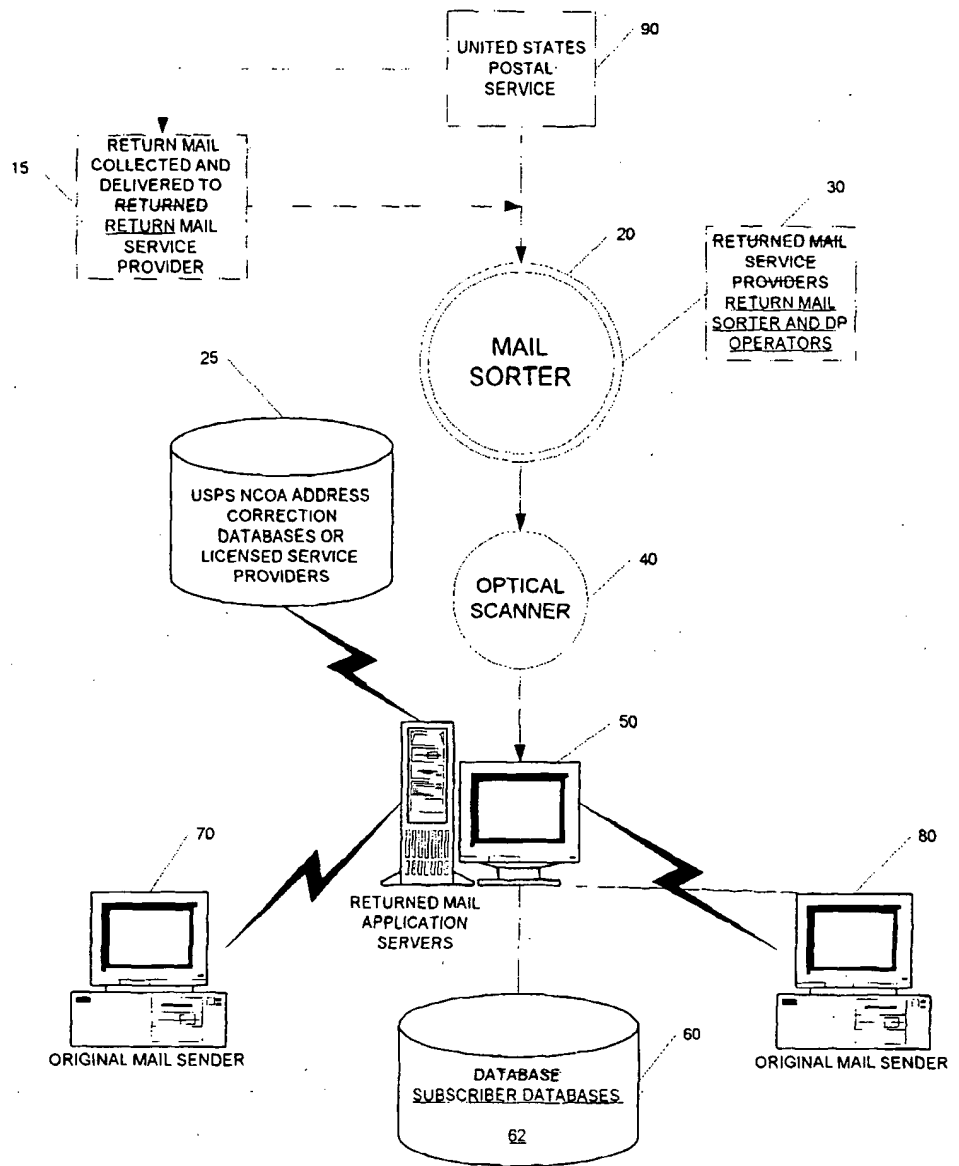 90
UNITED STATES
POSTAL
SERVICE
15
RETURN MAIL
COLLECTED AND
DELIVERED TO
RETURNED
RETURN MAIL
SERVICE
PROVIDER
30
RETURNED MAIL
SERVICE
PROVIDERS
RETURN MAIL
SORTER AND DP
OPERATORS
20
MAIL
SORTER
25
USPS NCOA ADDRESS
CORRECTION
DATABASES OR
LICENSED SERVICE
PROVIDERS
40
OPTICAL
SCANNER
50
RETURNED MAIL
APPLICATION
SERVERS
70
ORIGINAL MAIL SENDER
80
ORIGINAL MAIL SENDER
60
DATABASE
SUBSCRIBER DATABASES
62